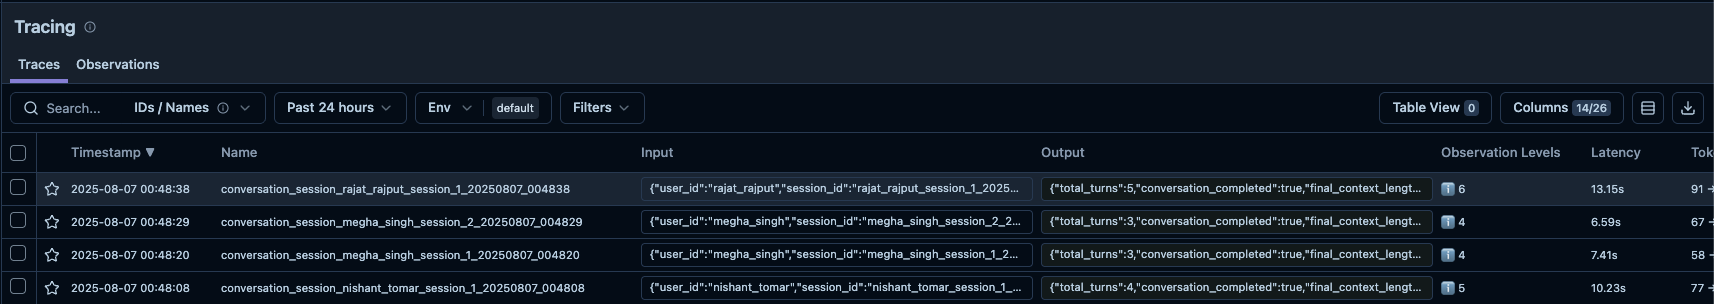 Tracing
Traces Observations
Search... IDs / Names Past 24 hours Env default Filters Table View 0 Columns 14/26
Timestamp ▼ Name Input Output Observation Levels Latency Tok
2025-08-07 00:48:38 conversation_session_rajat_rajput_session_1_20250807_004838 {"user_id":"rajat_rajput","session_id":"rajat_rajput_session_1_2025... {"total_turns":5,"conversation_completed":true,"final_context_lengt... 6 13.15s 91 →
2025-08-07 00:48:29 conversation_session_megha_singh_session_2_20250807_004829 {"user_id":"megha_singh","session_id":"megha_singh_session_2_2... {"total_turns":3,"conversation_completed":true,"final_context_lengt... 4 6.59s 67 →
2025-08-07 00:48:20 conversation_session_megha_singh_session_1_20250807_004820 {"user_id":"megha_singh","session_id":"megha_singh_session_1_2... {"total_turns":3,"conversation_completed":true,"final_context_lengt... 4 7.41s 58 →
2025-08-07 00:48:08 conversation_session_nishant_tomar_session_1_20250807_004808 {"user_id":"nishant_tomar","session_id":"nishant_tomar_session_1_... {"total_turns":4,"conversation_completed":true,"final_context_lengt... 5 10.23s 77 →